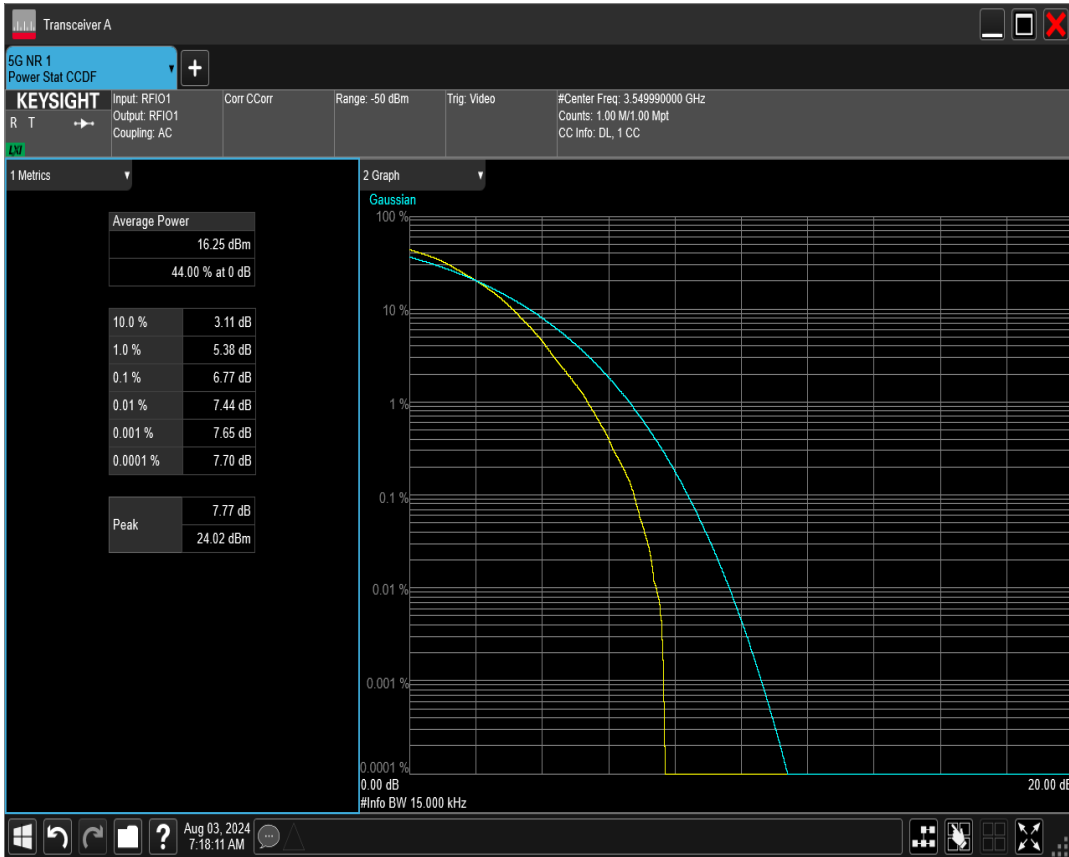 Transceiver A
5G NR 1
Power Stat CCDF
KEYSIGHT
R T
LXI
Input: RFIO1
Output: RFIO1
Coupling: AC
Corr CCorr
Range: -50 dBm
Trig: Video
#Center Freq: 3.549990000 GHz
Counts: 1.00 M/1.00 Mpt
CC Info: DL, 1 CC
1 Metrics
Average Power
16.25 dBm
44.00 % at 0 dB
10.0 % 3.11 dB
1.0 % 5.38 dB
0.1 % 6.77 dB
0.01 % 7.44 dB
0.001 % 7.65 dB
0.0001 % 7.70 dB
Peak
7.77 dB
24.02 dBm
2 Graph
Gaussian
100 %
10 %
1 %
0.1 %
0.01 %
0.001 %
0.0001 %
0.00 dB 20.00 dB
#Info BW 15.000 kHz
Aug 03, 2024
7:18:11 AM